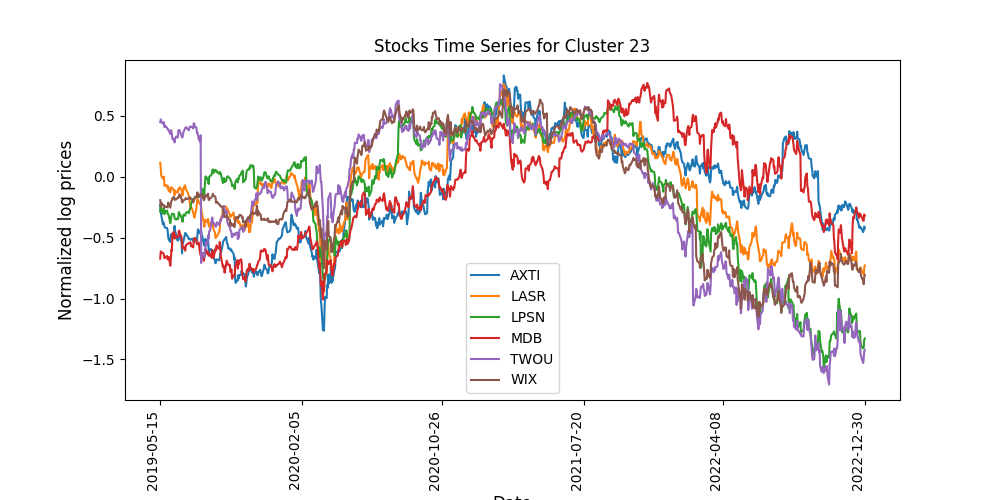 Stocks Time Series for Cluster 23
Normalized log prices
0.5
0.0
−0.5
−1.0
−1.5
AXTI
LASR
LPSN
MDB
TWOU
WIX
2019-05-15
2020-02-05
2020-10-26
2021-07-20
2022-04-08
2022-12-30
Date